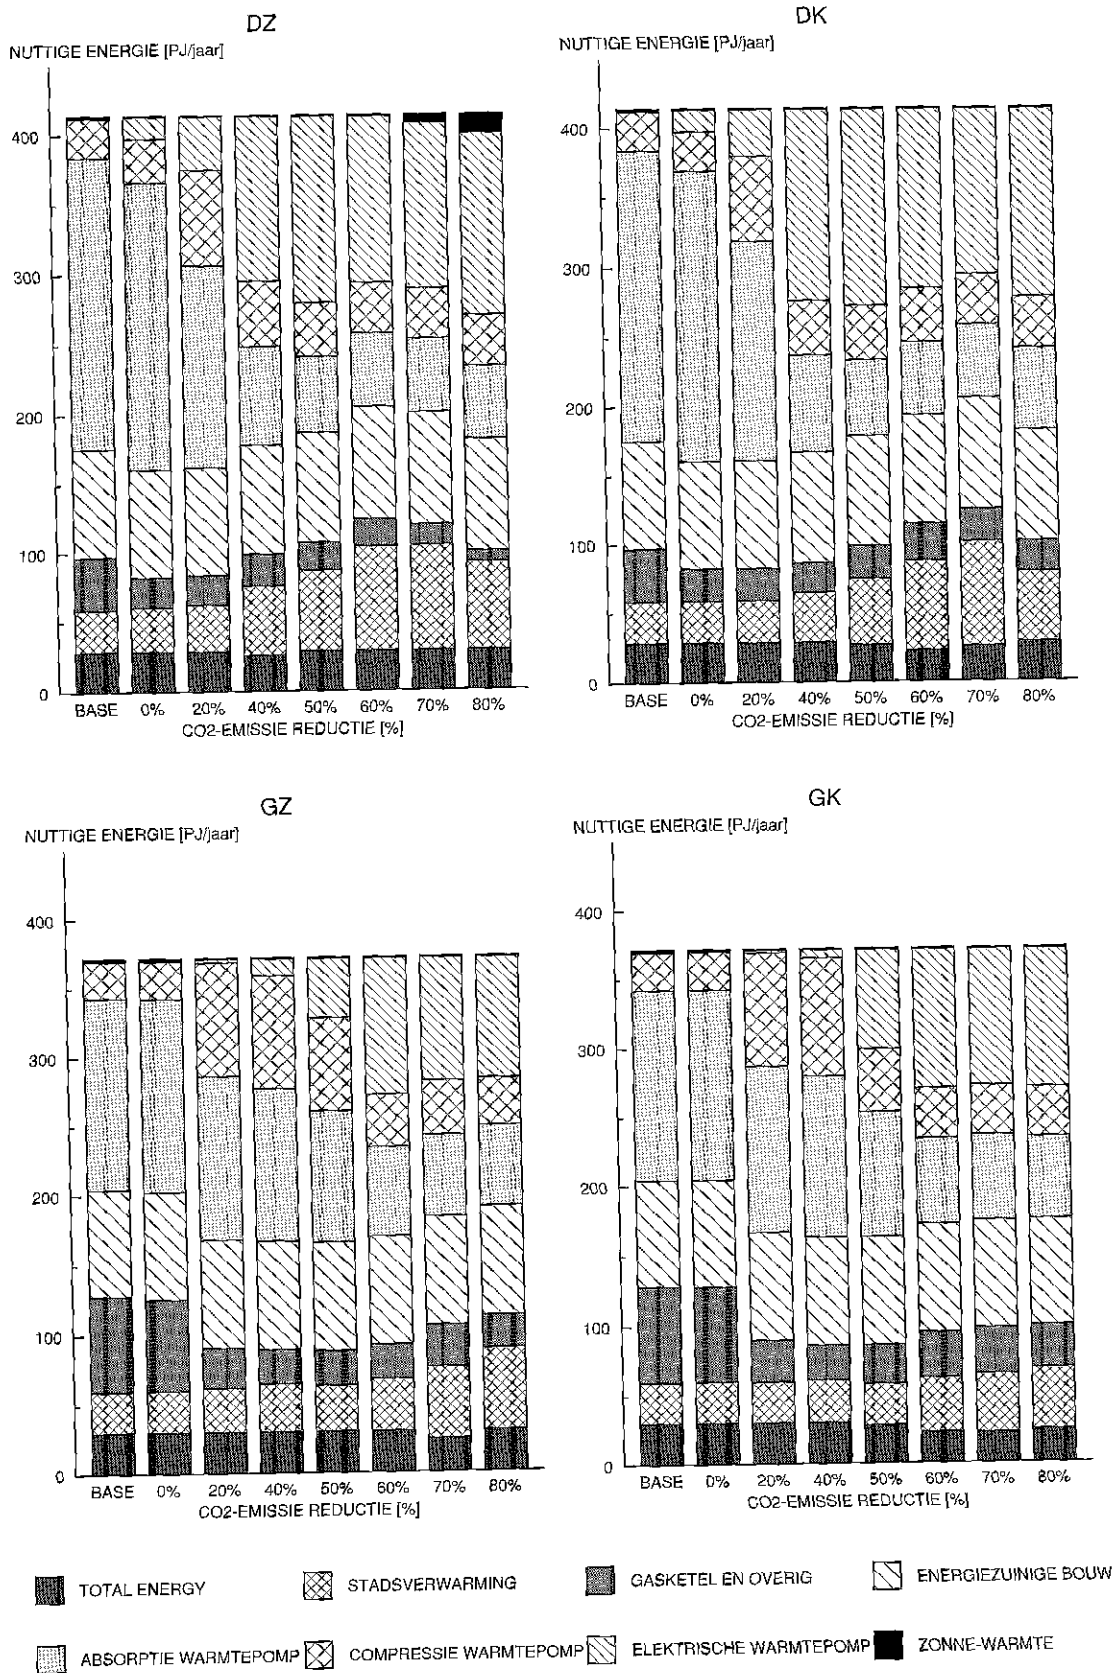 DZ
NUTTIGE ENERGIE [PJ/jaar]
400
300
200
100
0
BASE 0% 20% 40% 50% 60% 70% 80%
CO2-EMISSIE REDUCTIE [%]
DK
NUTTIGE ENERGIE [PJ/jaar]
400
300
200
100
0
BASE 0% 20% 40% 50% 60% 70% 80%
CO2-EMISSIE REDUCTIE [%]
GZ
NUTTIGE ENERGIE [PJ/jaar]
400
300
200
100
0
BASE 0% 20% 40% 50% 60% 70% 80%
CO2-EMISSIE REDUCTIE [%]
GK
NUTTIGE ENERGIE [PJ/jaar]
400
300
200
100
0
BASE 0% 20% 40% 50% 60% 70% 80%
CO2-EMISSIE REDUCTIE [%]
TOTAL ENERGY STADSVERWARMING GASKETEL EN OVERIG ENERGIEZUINIGE BOUW
ABSORPTIE WARMTEPOMP COMPRESSIE WARMTEPOMP ELEKTRISCHE WARMTEPOMP ZONNE-WARMTE